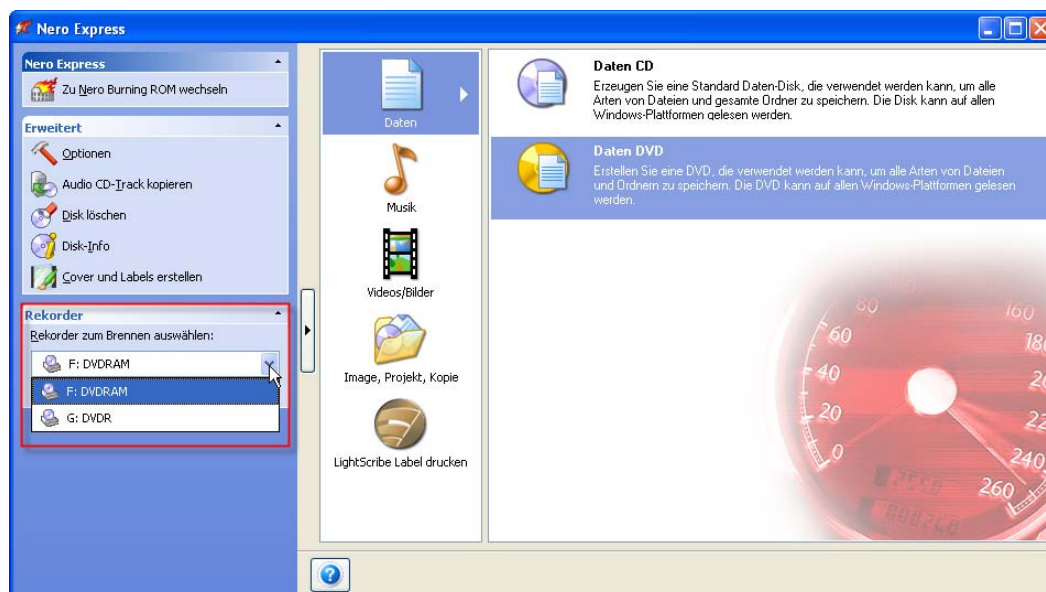 Nero Express
Nero Express
Zu Nero Burning ROM wechseln
Erweitert
Optionen
Audio CD-Track kopieren
Disk löschen
Disk-Info
Cover und Labels erstellen
Rekorder
Rekorder zum Brennen auswählen:
F: DVDRAM
F: DVDRAM
G: DVDR
Daten
Musik
Videos/Bilder
Image, Projekt, Kopie
LightScribe Label drucken
Daten CD
Erzeugen Sie eine Standard Daten-Disk, die verwendet werden kann, um alle
Arten von Dateien und gesamte Ordner zu speichern. Die Disk kann auf allen
Windows-Plattformen gelesen werden.
Daten DVD
Erstellen Sie eine DVD, die verwendet werden kann, um alle Arten von Dateien
und Ordnern zu speichern. Die DVD kann auf allen Windows-Plattformen gelesen
werden.
0
20
40
60
80
160
240
260
?